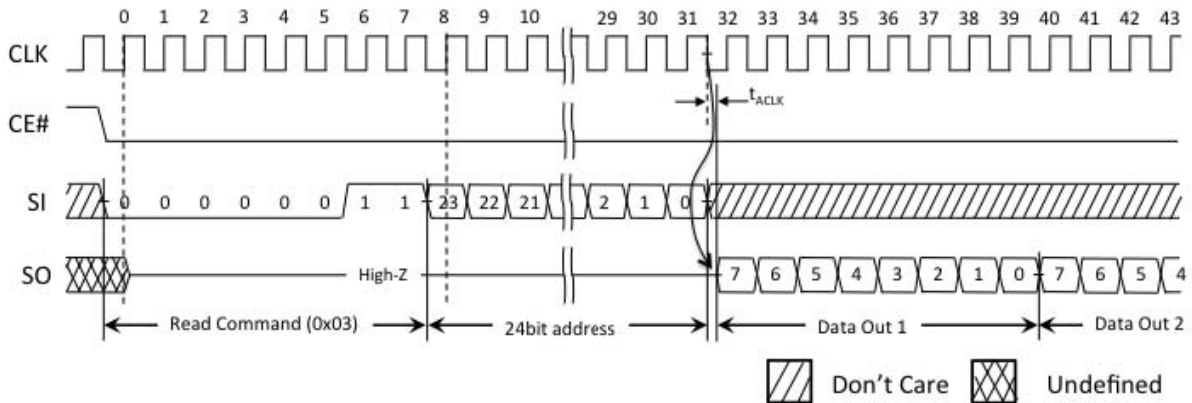 0 1 2 3 4 5 6 7 8 9 10 29 30 31 32 33 34 35 36 37 38 39 40 41 42 43
CLK
tACLK
CE#
SI 0 0 0 0 0 0 1 1 23 22 21 2 1 0
SO High-Z 7 6 5 4 3 2 1 0 7 6 5 4
Read Command (0x03) 24bit address Data Out 1 Data Out 2
Don't Care Undefined